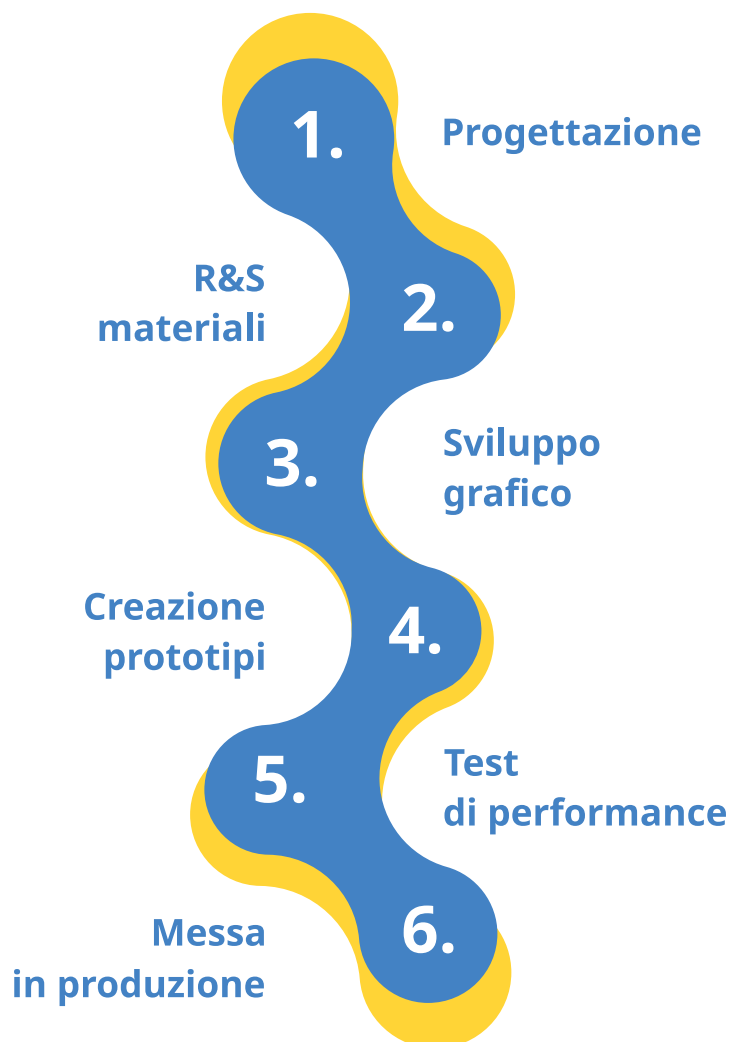 1.
Progettazione
2.
R&S
materiali
3.
Sviluppo
grafico
4.
Creazione
prototipi
5.
Test
di performance
6.
Messa
in produzione